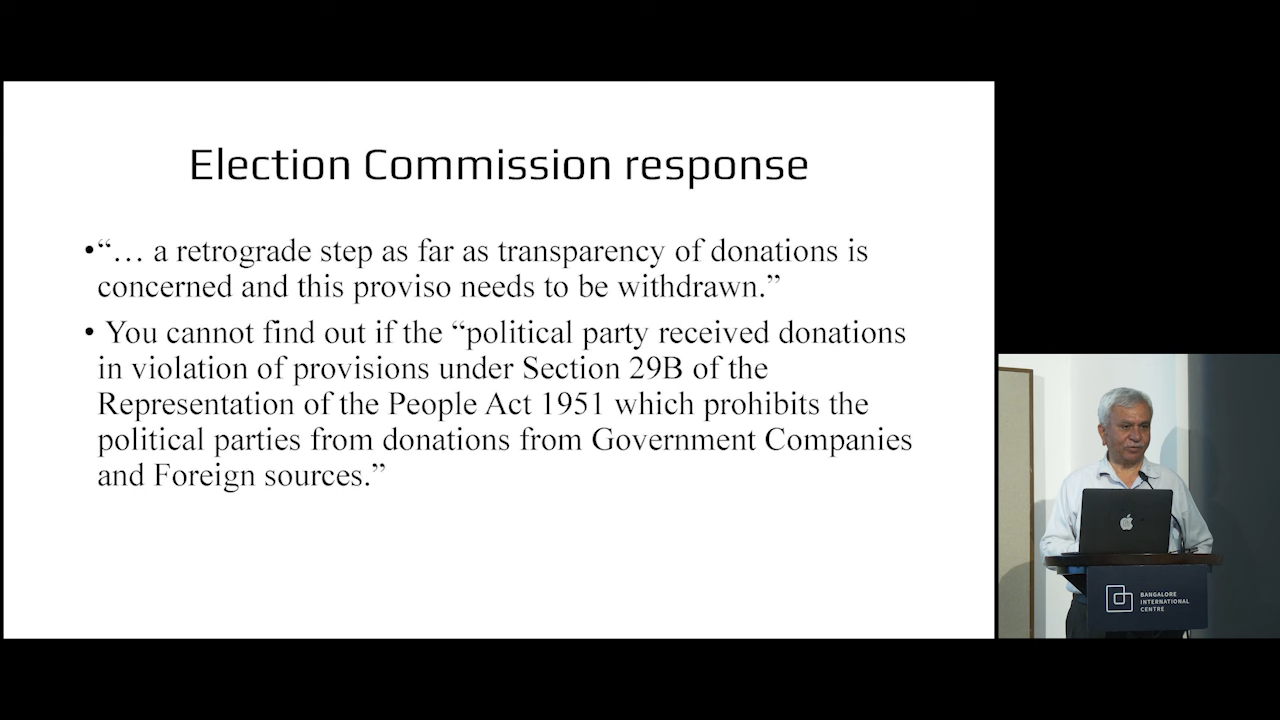 Election Commission response
•“… a retrograde step as far as transparency of donations is
concerned and this proviso needs to be withdrawn.”
• You cannot find out if the “political party received donations
in violation of provisions under Section 29B of the
Representation of the People Act 1951 which prohibits the
political parties from donations from Government Companies
and Foreign sources.”
BANGALORE
INTERNATIONAL
CENTRE